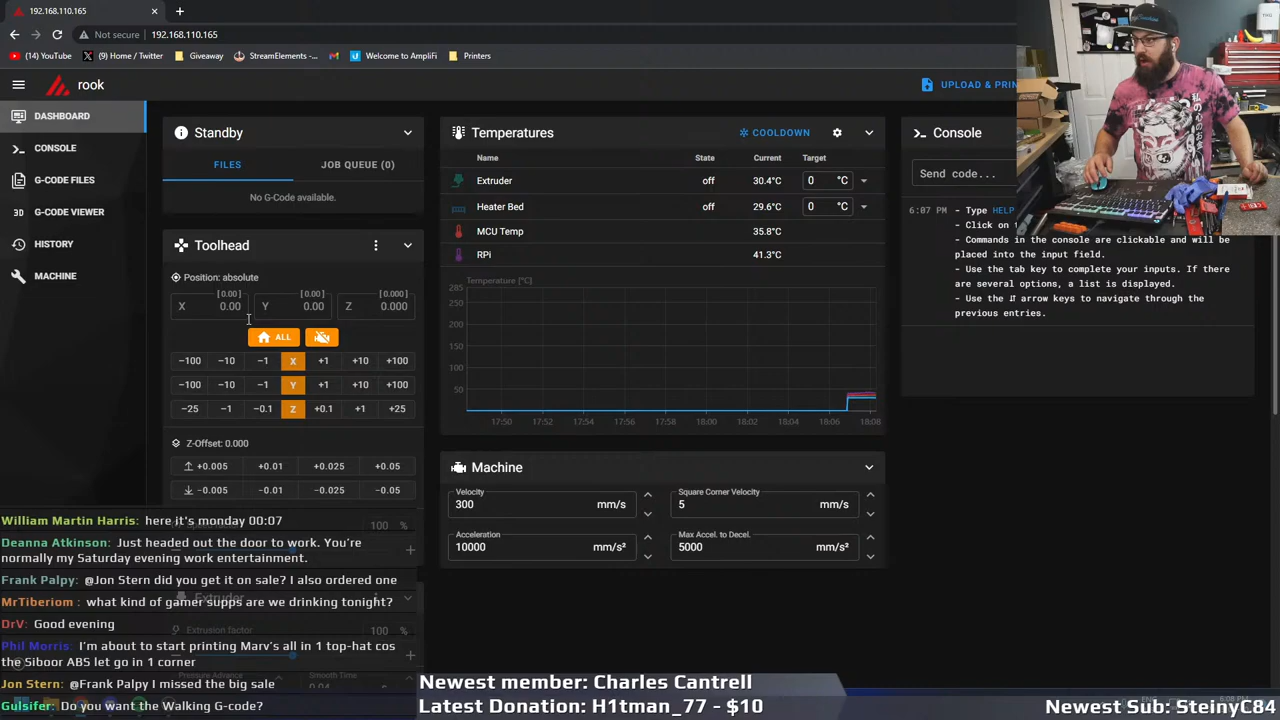 192.168.110.165
Not secure 192.168.110.165
(14) YouTube (9) Home / Twitter Giveaway StreamElements -... Welcome to AmpliFi Printers
rook
UPLOAD & PRIN
DASHBOARD
CONSOLE
G-CODE FILES
G-CODE VIEWER
HISTORY
MACHINE
Standby
FILES JOB QUEUE (0)
No G-Code available.
Toolhead
Position: absolute
[0.00] [0.00] [0.000]
X 0.00 Y 0.00 Z 0.000
ALL
-100 -10 -1 X +1 +10 +100
-100 -10 -1 Y +1 +10 +100
-25 -1 -0.1 Z +0.1 +1 +25
Z-Offset: 0.000
+0.005 +0.01 +0.025 +0.05
-0.005 -0.01 -0.025 -0.05
100 %
Extruder
Extrusion factor 100 %
Pressure Advance Smooth Time
0.04
Temperatures COOLDOWN
Name State Current Target
Extruder off 30.4°C 0 °C
Heater Bed off 29.6°C 0 °C
MCU Temp 35.8°C
RPi 41.3°C
Temperature [°C]
285
250
200
150
100
50
17:50 17:52 17:54 17:56 17:58 18:00 18:02 18:04 18:06 18:08
Machine
Velocity
300 mm/s
Square Corner Velocity
5 mm/s
Acceleration
10000 mm/s²
Max Accel. to Decel.
5000 mm/s²
Console
Send code...
6:07 PM - Type HELP
- Click on t
- Commands in the console are clickable and will be
placed into the input field.
- Use the tab key to complete your inputs. If there
are several options, a list is displayed.
- Use the arrow keys to navigate through the
previous entries.
William Martin Harris: here it's monday 00:07
Deanna Atkinson: Just headed out the door to work. You're
normally my Saturday evening work entertainment.
Frank Palpy: @Jon Stern did you get it on sale? I also ordered one
MrTiberiom : what kind of gamer supps are we drinking tonight?
DrV: Good evening
Phil Morris: I'm about to start printing Marv's all in 1 top-hat cos
the Siboor ABS let go in 1 corner
Jon Stern: @Frank Palpy I missed the big sale
Gulsifer: Do you want the Walking G-code?
Newest member: Charles Cantrell
Latest Donation: H1tman_77 - $10
Newest Sub: SteinyC84